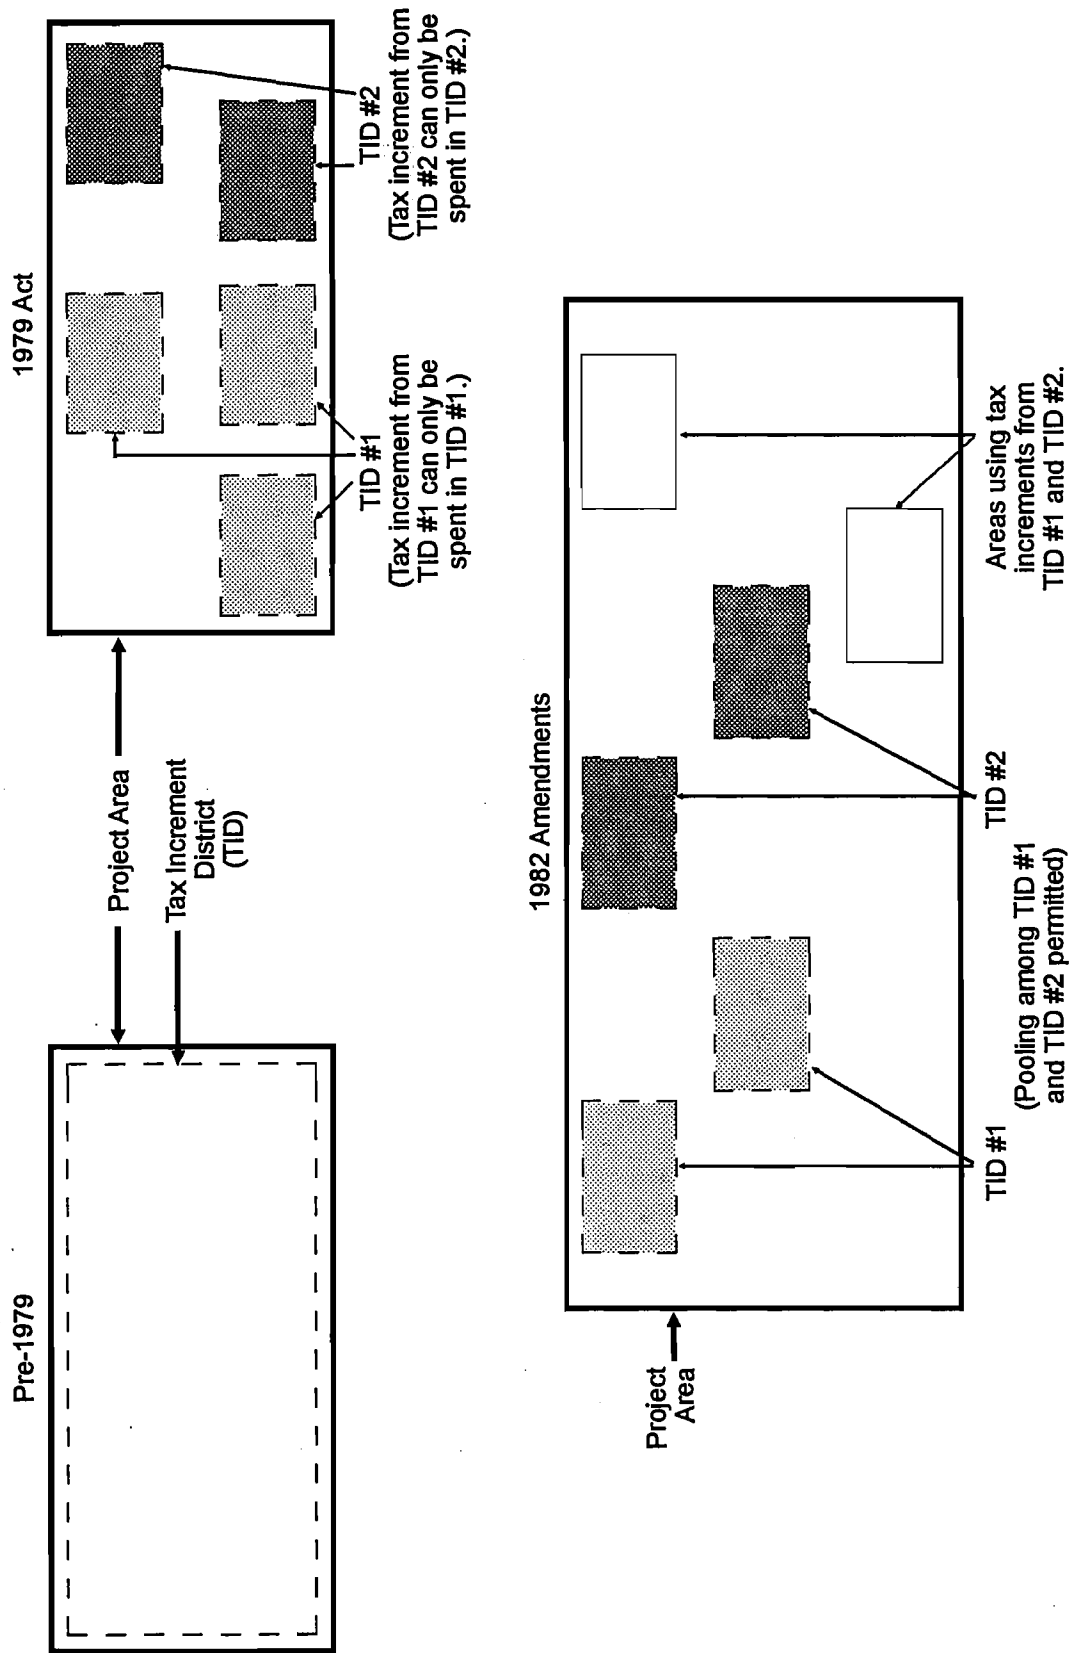 Pre-1979
Project Area
Tax Increment
District
(TID)
1979 Act
TID #1
(Tax increment from
TID #1 can only be
spent in TID #1.)
TID #2
(Tax increment from
TID #2 can only be
spent in TID #2.)
1982 Amendments
Project
Area
TID #1
(Pooling among TID #1
and TID #2 permitted)
TID #2
Areas using tax
increments from
TID #1 and TID #2.